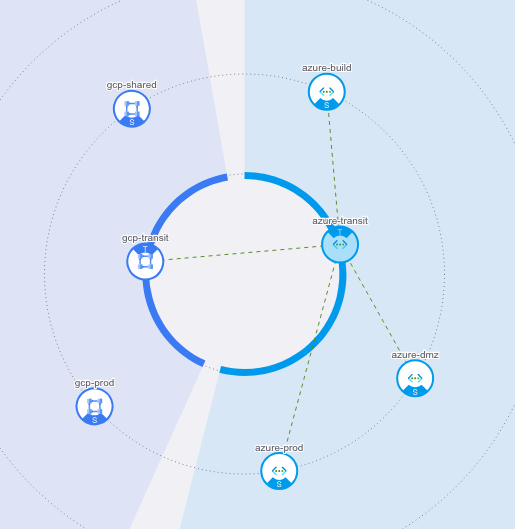 azure-build
S
gcp-shared
S
azure-transit
T
gcp-transit
T
azure-dmz
S
gcp-prod
S
azure-prod
S